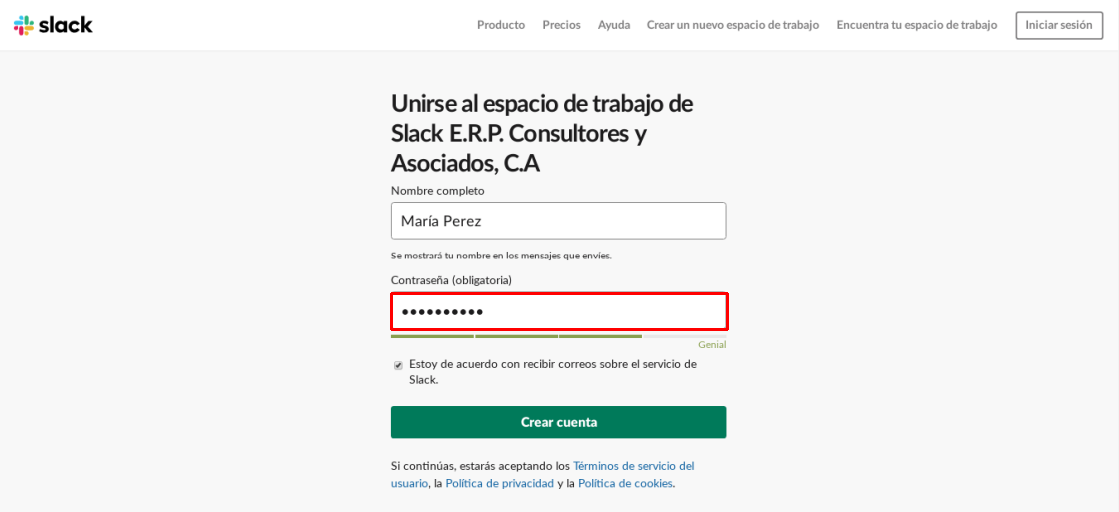 slack
Producto Precios Ayuda Crear un nuevo espacio de trabajo Encuentra tu espacio de trabajo Iniciar sesión
Unirse al espacio de trabajo de
Slack E.R.P. Consultores y
Asociados, C.A
Nombre completo
María Perez
Se mostrará tu nombre en los mensajes que envíes.
Contraseña (obligatoria)
••••••••••
Genial
Estoy de acuerdo con recibir correos sobre el servicio de
Slack.
Crear cuenta
Si continúas, estarás aceptando los Términos de servicio del
usuario, la Política de privacidad y la Política de cookies.